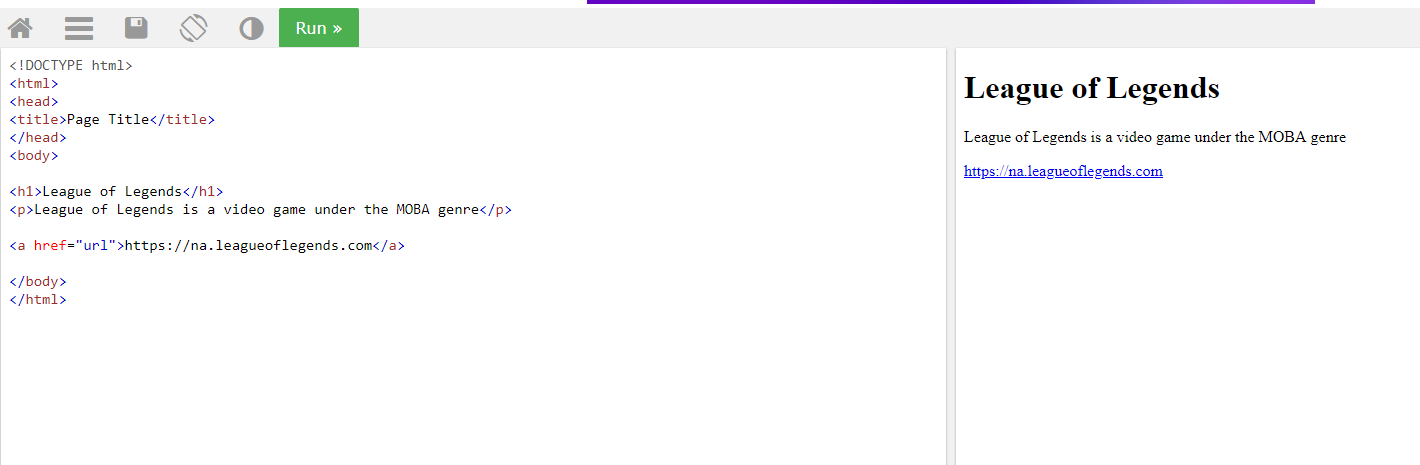 Run »
<!DOCTYPE html>
<html>
<head>
<title>Page Title</title>
</head>
<body>
<h1>League of Legends</h1>
<p>League of Legends is a video game under the MOBA genre</p>
<a href="url">https://na.leagueoflegends.com</a>
</body>
</html>
League of Legends
League of Legends is a video game under the MOBA genre
https://na.leagueoflegends.com